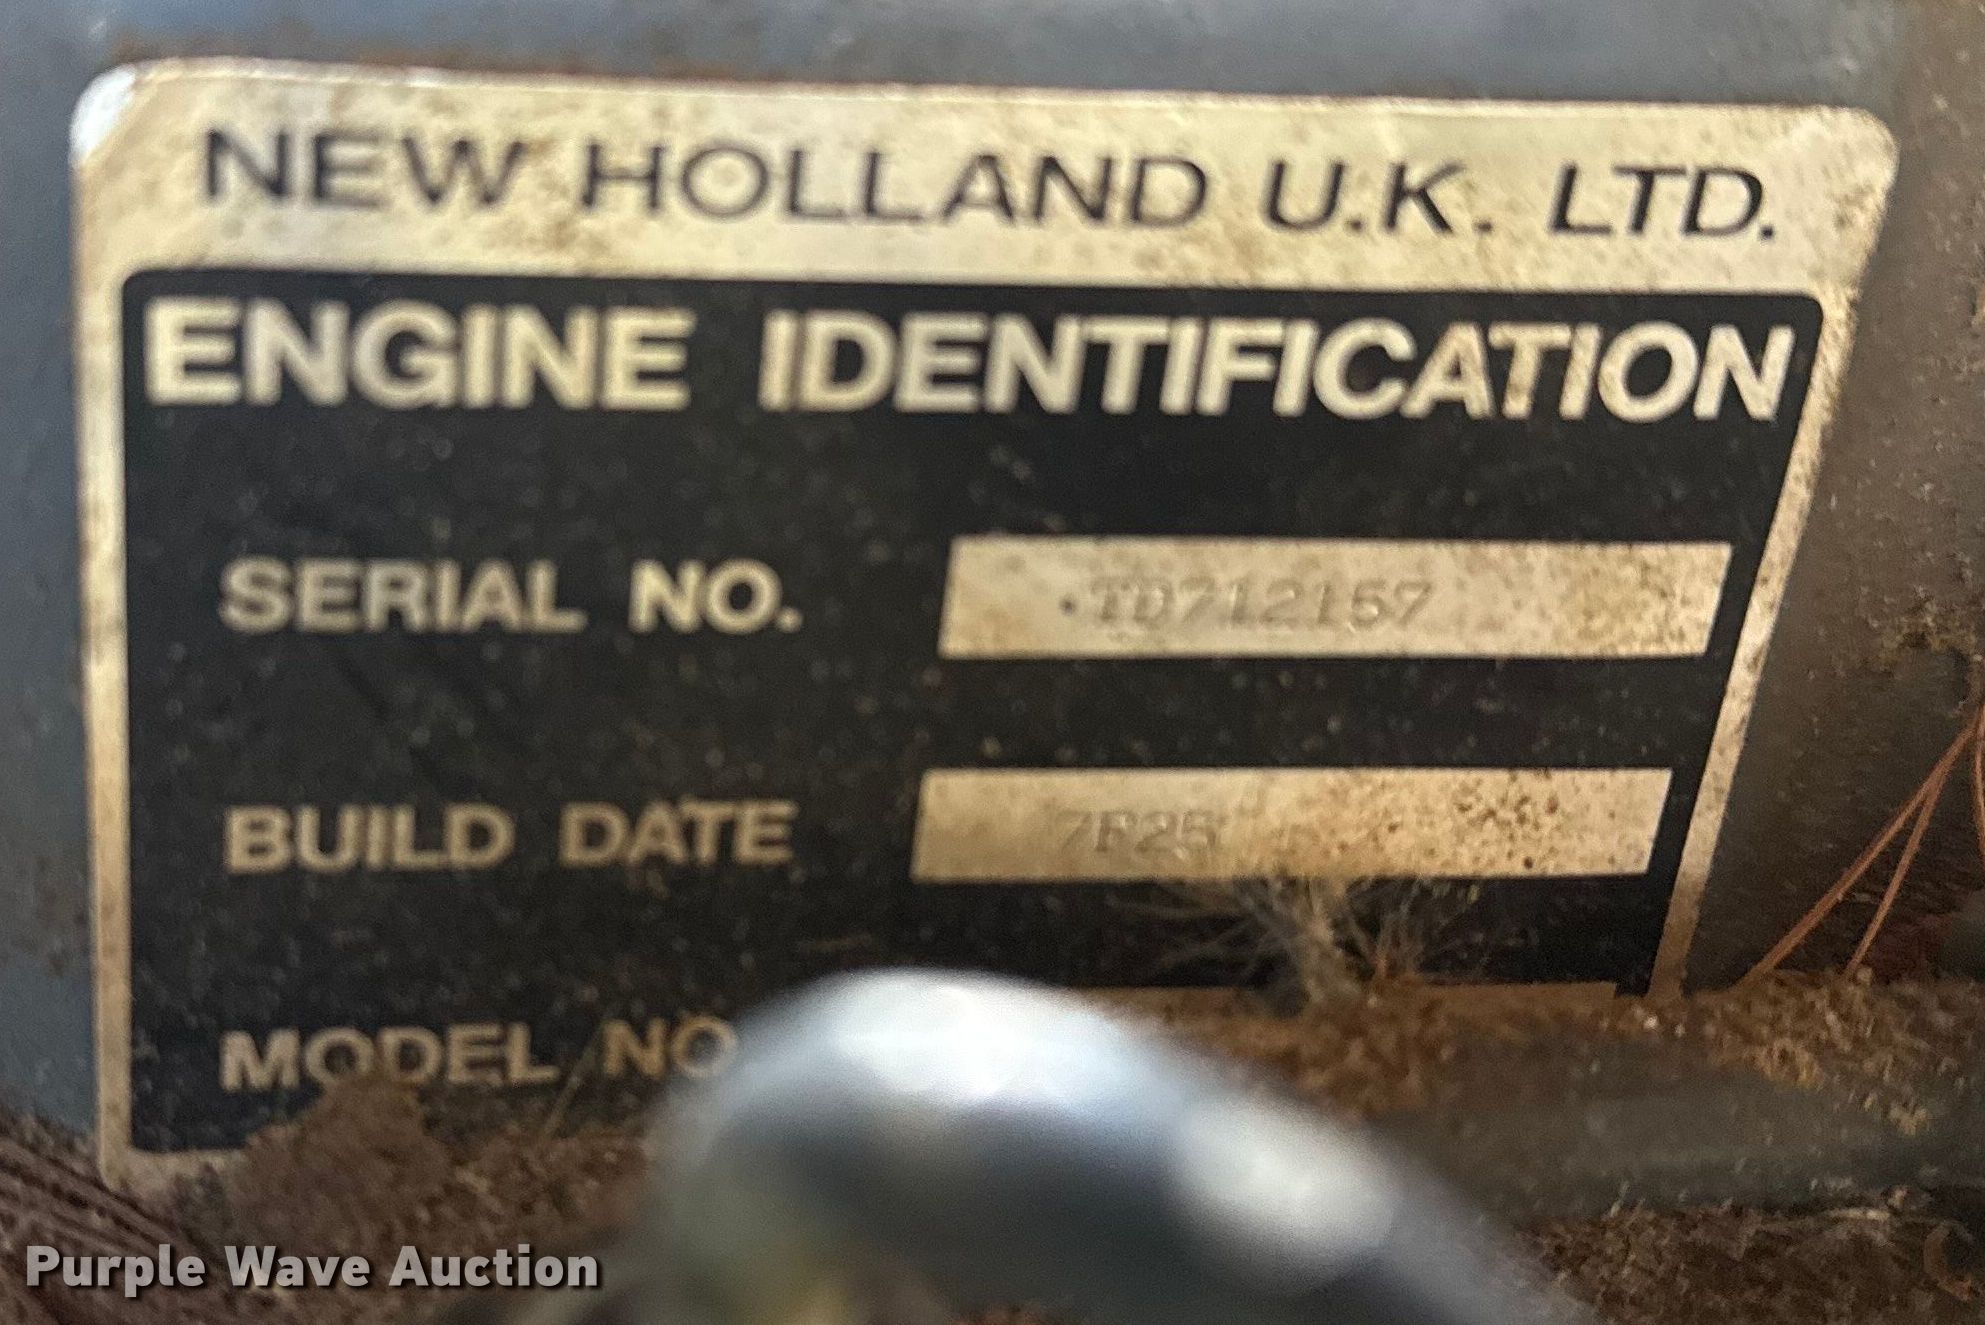 NEW HOLLAND U.K. LTD.
ENGINE IDENTIFICATION
SERIAL NO. TD712157
BUILD DATE 7F25
MODEL NO.
Purple Wave Auction